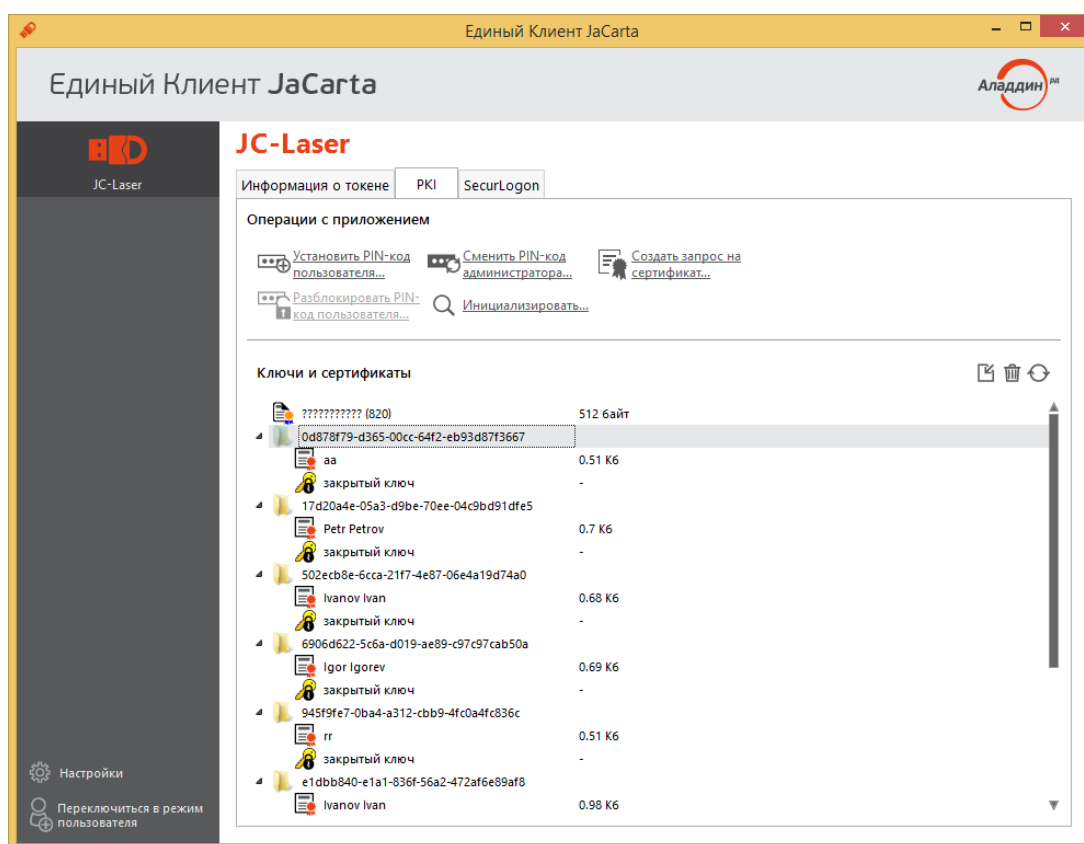 Единый Клиент JaCarta
Единый Клиент JaCarta
Аладдин РД
JC-Laser
JC-Laser
Информация о токене PKI SecurLogon
Операции с приложением
Установить PIN-код
пользователя...
Сменить PIN-код
администратора...
Создать запрос на
сертификат...
Разблокировать PIN-
код пользователя...
Инициализировать...
Ключи и сертификаты
??????????? (820) 512 байт
0d878f79-d365-00cc-64f2-eb93d87f3667
aa 0.51 Кб
закрытый ключ -
17d20a4e-05a3-d9be-70ee-04c9bd91dfe5
Petr Petrov 0.7 Кб
закрытый ключ -
502ecb8e-6cca-21f7-4e87-06e4a19d74a0
Ivanov Ivan 0.68 Кб
закрытый ключ -
6906d622-5c6a-d019-ae89-c97c97cab50a
Igor Igorev 0.69 Кб
закрытый ключ -
945f9fe7-0ba4-a312-cbb9-4fc0a4fc836c
rr 0.51 Кб
закрытый ключ -
e1dbb840-e1a1-836f-56a2-472af6e89af8
Ivanov Ivan 0.98 Кб
Настройки
Переключиться в режим
пользователя